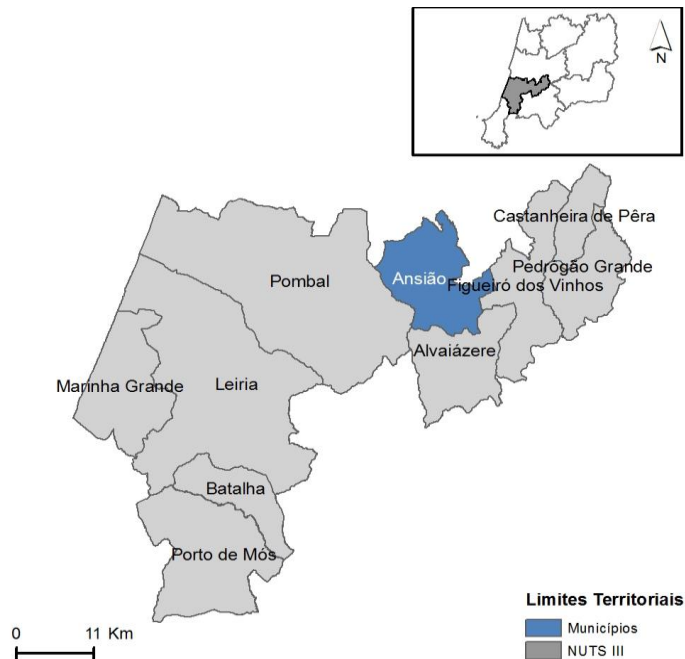 N
Castanheira de Pêra
Pedrogão Grande
Ansião
Pombal
Figueiró dos Vinhos
Alvaiázere
Marinha Grande
Leiria
Batalha
Porto de Mós
Limites Territoriais
Municípios
NUTS III
0 11 Km